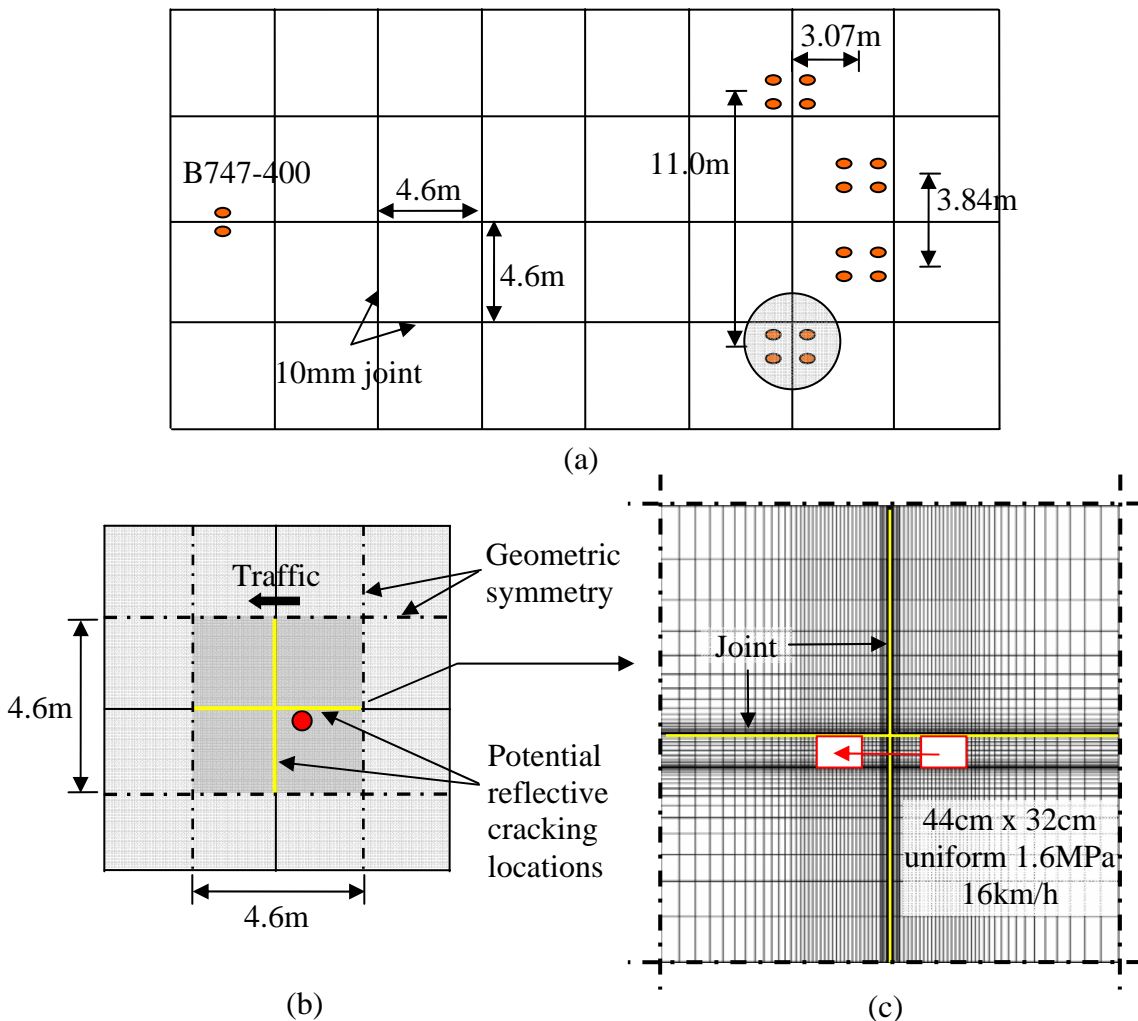 3.07m
B747-400
4.6m
11.0m
3.84m
4.6m
10mm joint
(a)
Traffic
Geometric
symmetry
4.6m
Potential
reflective
cracking
locations
4.6m
(b)
Joint
44cm x 32cm
uniform 1.6MPa
16km/h
(c)